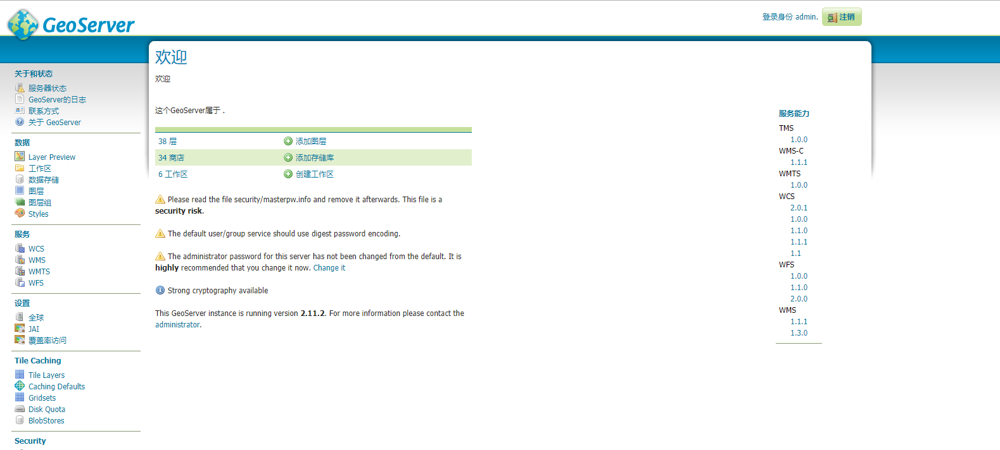 GeoServer
登录身份 admin.
注销
关于和状态
服务器状态
GeoServer的日志
联系方式
关于 GeoServer
数据
Layer Preview
工作区
数据存储
图层
图层组
Styles
服务
WCS
WMS
WMTS
WFS
设置
全球
JAI
覆盖率访问
Tile Caching
Tile Layers
Caching Defaults
Gridsets
Disk Quota
BlobStores
Security
欢迎
欢迎
这个GeoServer属于 .
38 层 添加图层
34 商店 添加存储库
6 工作区 创建工作区
Please read the file security/masterpw.info and remove it afterwards. This file is a
security risk.
The default user/group service should use digest password encoding.
The administrator password for this server has not been changed from the default. It is
highly recommended that you change it now. Change it
Strong cryptography available
This GeoServer instance is running version 2.11.2. For more information please contact the
administrator.
服务能力
TMS
1.0.0
WMS-C
1.1.1
WMTS
1.0.0
WCS
2.0.1
1.0.0
1.1.0
1.1.1
1.1
WFS
1.0.0
1.1.0
2.0.0
WMS
1.1.1
1.3.0